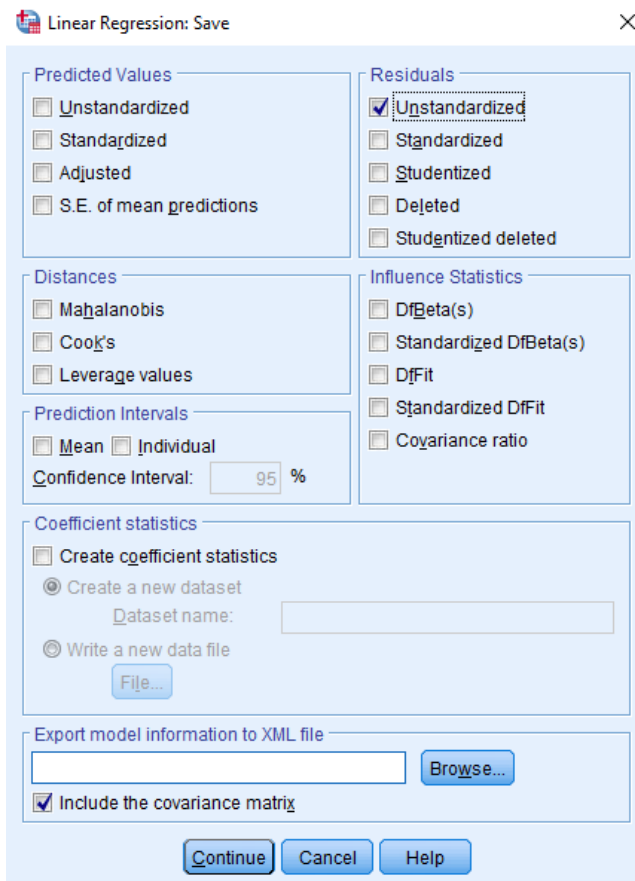 Linear Regression: Save
Predicted Values
Unstandardized
Standardized
Adjusted
S.E. of mean predictions
Residuals
Unstandardized
Standardized
Studentized
Deleted
Studentized deleted
Distances
Mahalanobis
Cook's
Leverage values
Influence Statistics
DfBeta(s)
Standardized DfBeta(s)
DfFit
Standardized DfFit
Covariance ratio
Prediction Intervals
Mean Individual
Confidence Interval: 95 %
Coefficient statistics
Create coefficient statistics
Create a new dataset
Dataset name:
Write a new data file
File...
Export model information to XML file
Browse...
Include the covariance matrix
Continue Cancel Help